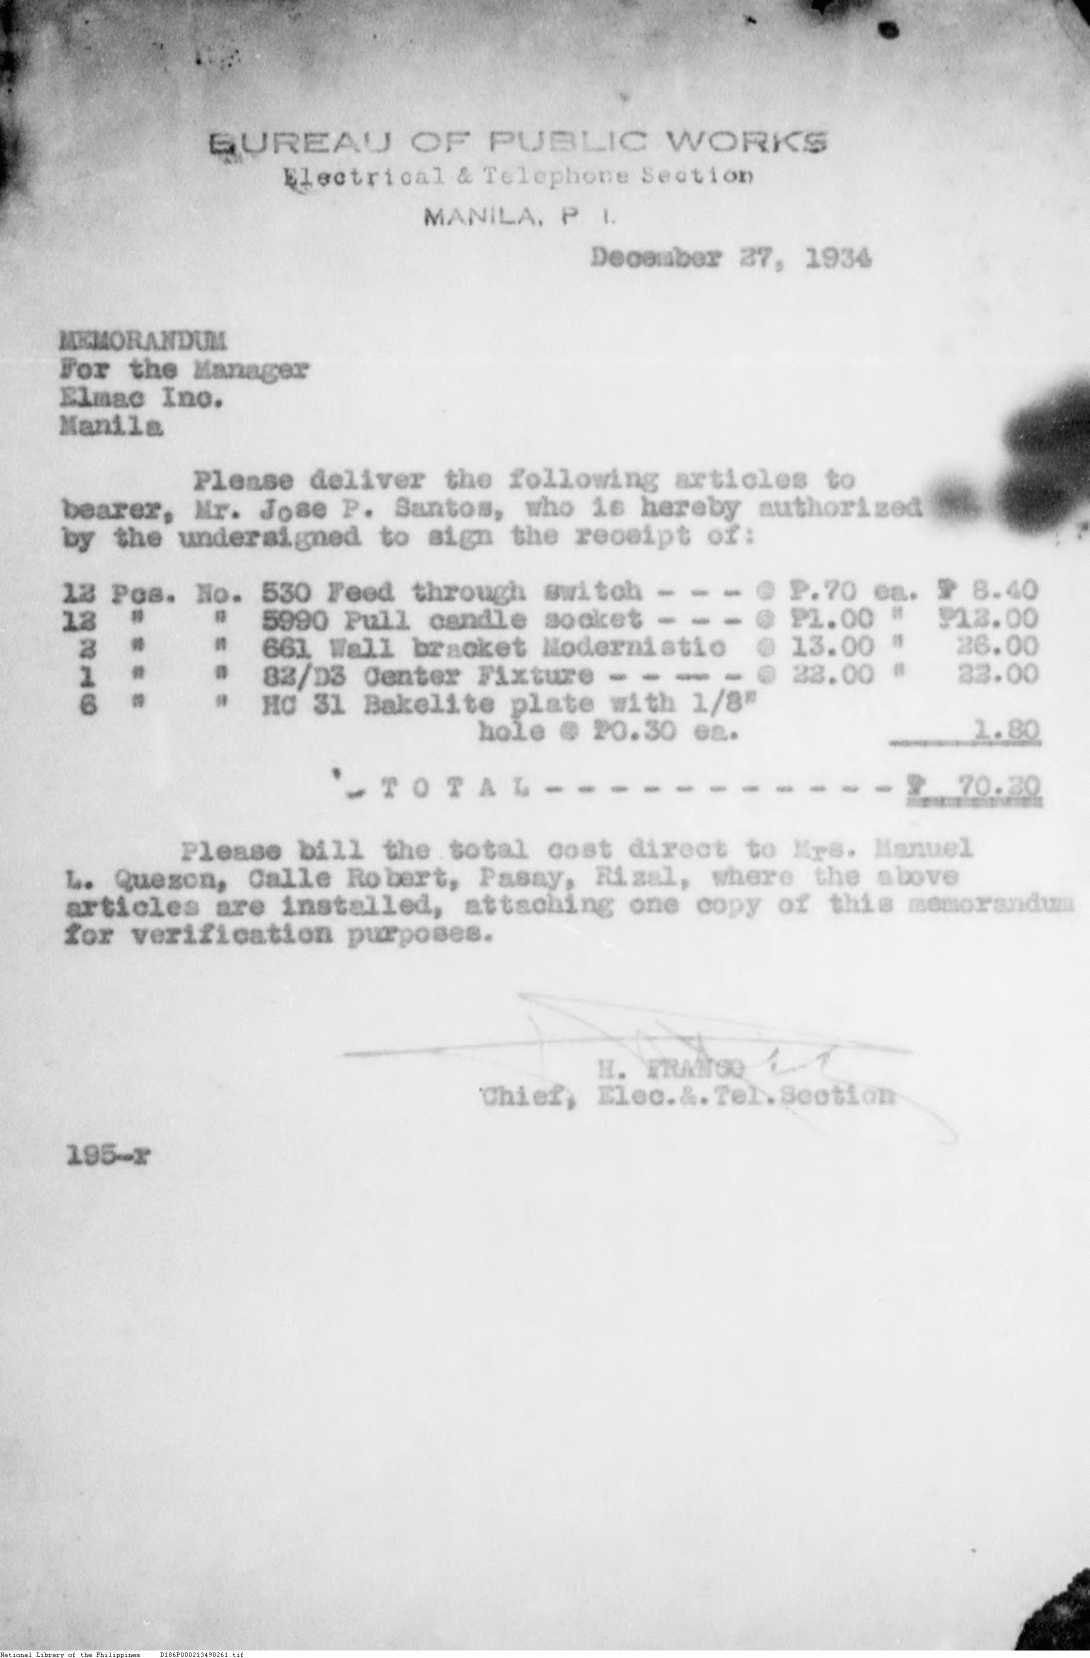 BUREAU OF PUBLIC WORKS
Electrical & Telephone Section
MANILA, P. I.
December 27, 1934
MEMORANDUM
For the Manager
Elmac Inc.
Manila
Please deliver the following articles to
bearer, Mr. Jose P. Santos, who is hereby authorized
by the undersigned to sign the receipt of:
12 Pcs. No. 530 Feed through switch - - - @ ₱.70 ea. ₱ 8.40
12 " " 5990 Pull candle socket - - - @ ₱1.00 " ₱12.00
2 " " 661 Wall bracket Modernistic @ 13.00 " 26.00
1 " " 82/D3 Center Fixture - - - - - @ 22.00 " 22.00
6 " " HC 31 Bakelite plate with 1/8"
hole @ ₱0.30 ea. 1.80
T O T A L - - - - - - - - - - - ₱ 70.20
Please bill the total cost direct to Mrs. Manuel
L. Quezon, Calle Robert, Pasay, Rizal, where the above
articles are installed, attaching one copy of this memorandum
for verification purposes.
H. FRANCO
Chief, Elec.&.Tel.Section
195-r
National Library of the Philippines D186P000213490261.tif